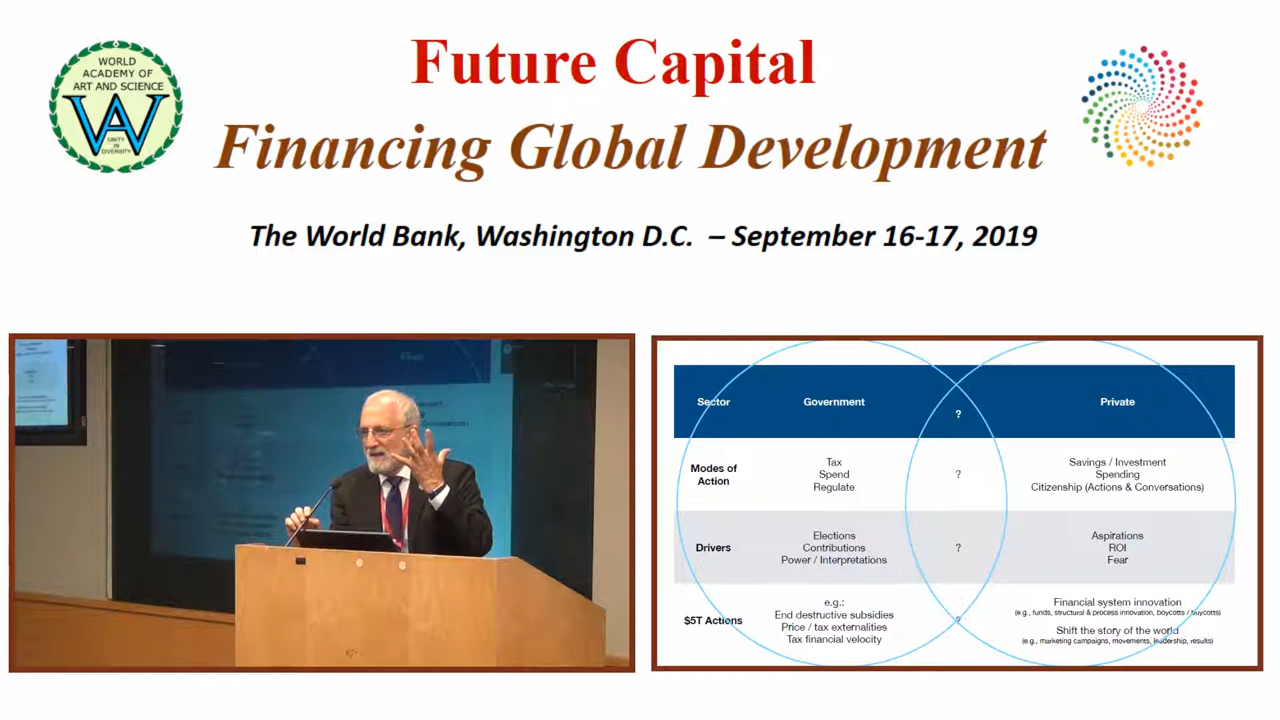 WORLD
ACADEMY OF
ART AND SCIENCE
UNITY
IN
DIVERSITY
Future Capital
Financing Global Development
The World Bank, Washington D.C. – September 16-17, 2019
Sector Government ? Private
Modes of
Action
Tax
Spend
Regulate
?
Savings / Investment
Spending
Citizenship (Actions & Conversations)
Drivers
Elections
Contributions
Power / Interpretations
?
Aspirations
ROI
Fear
$5T Actions
e.g.:
End destructive subsidies
Price / tax externalities
Tax financial velocity
?
Financial system innovation
(e.g., funds, structural & process innovation, boycotts / buycotts)
Shift the story of the world
(e.g., marketing campaigns, movements, leadership, results)